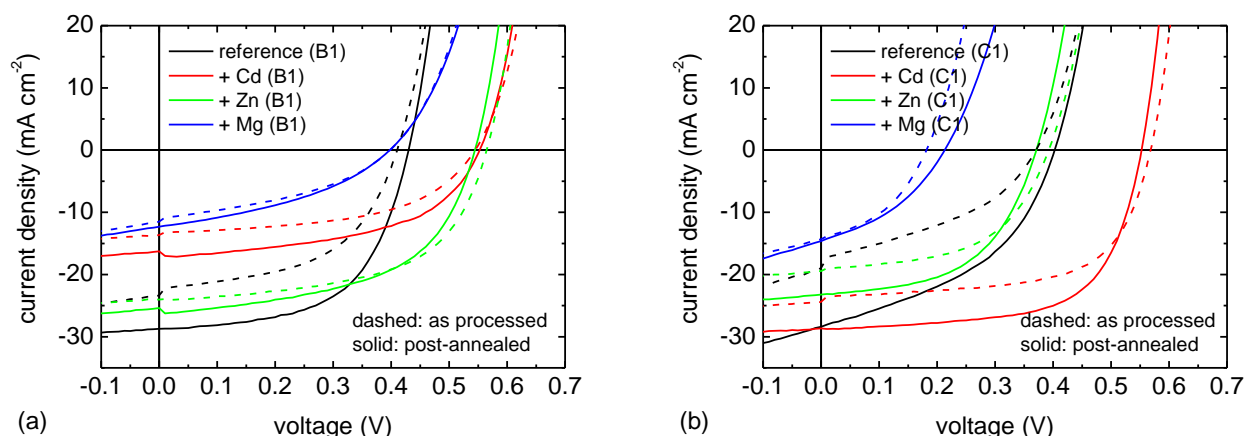 20
10
0
-10
-20
-30
reference (B1)
+ Cd (B1)
+ Zn (B1)
+ Mg (B1)
dashed: as processed
solid: post-annealed
-0.1 0.0 0.1 0.2 0.3 0.4 0.5 0.6 0.7
voltage (V)
current density (mA cm-2)
(a)
20
10
0
-10
-20
-30
reference (C1)
+ Cd (C1)
+ Zn (C1)
+ Mg (C1)
dashed: as processed
solid: post-annealed
-0.1 0.0 0.1 0.2 0.3 0.4 0.5 0.6 0.7
voltage (V)
current density (mA cm-2)
(b)